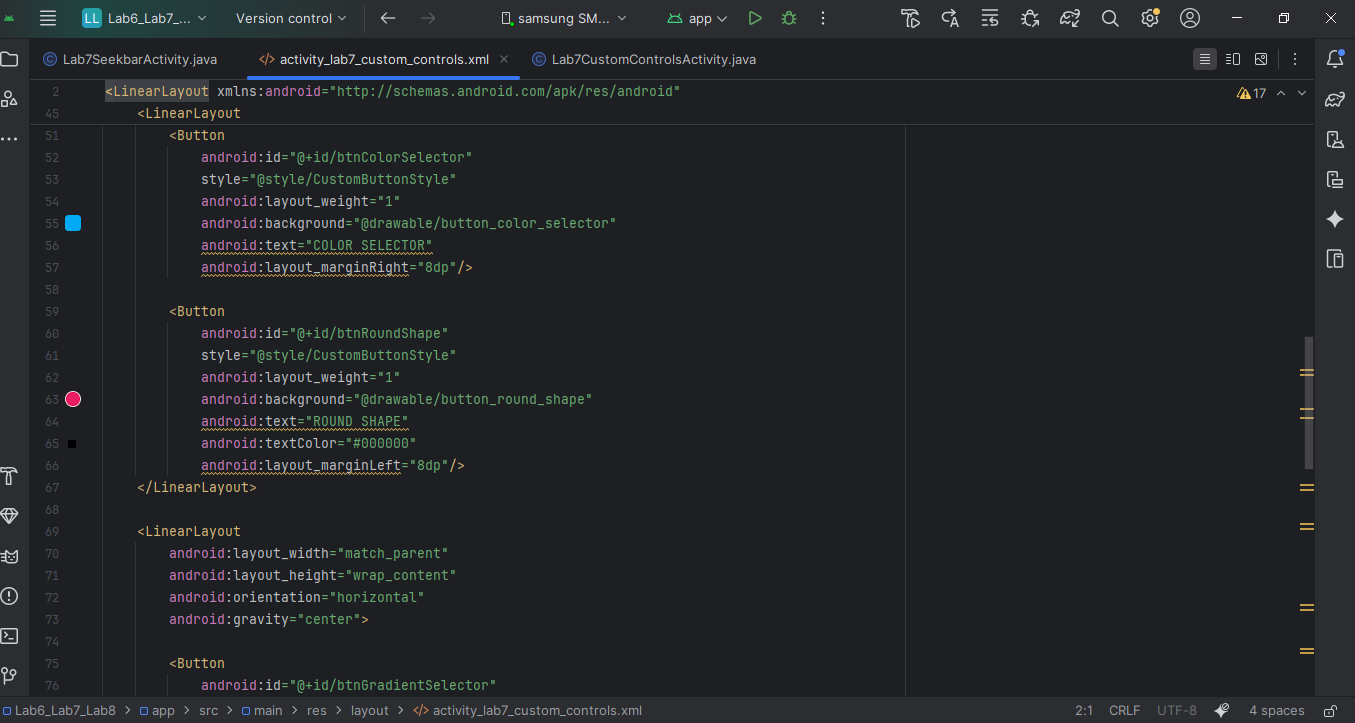 LL Lab6_Lab7_... Version control samsung SM... app
Lab7SeekbarActivity.java activity_lab7_custom_controls.xml Lab7CustomControlsActivity.java
2 <LinearLayout xmlns:android="http://schemas.android.com/apk/res/android" 17
45 <LinearLayout
51 <Button
52 android:id="@+id/btnColorSelector"
53 style="@style/CustomButtonStyle"
54 android:layout_weight="1"
55 android:background="@drawable/button_color_selector"
56 android:text="COLOR SELECTOR"
57 android:layout_marginRight="8dp"/>
58
59 <Button
60 android:id="@+id/btnRoundShape"
61 style="@style/CustomButtonStyle"
62 android:layout_weight="1"
63 android:background="@drawable/button_round_shape"
64 android:text="ROUND SHAPE"
65 android:textColor="#000000"
66 android:layout_marginLeft="8dp"/>
67 </LinearLayout>
68
69 <LinearLayout
70 android:layout_width="match_parent"
71 android:layout_height="wrap_content"
72 android:orientation="horizontal"
73 android:gravity="center">
74
75 <Button
76 android:id="@+id/btnGradientSelector"
Lab6_Lab7_Lab8 > app > src > main > res > layout > </> activity_lab7_custom_controls.xml 2:1 CRLF UTF-8 4 spaces